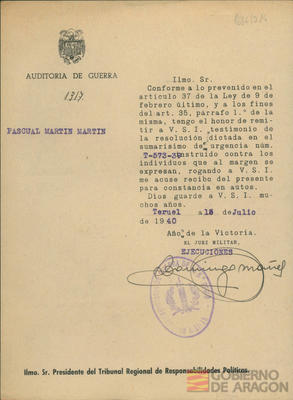 AUDITORIA DE GUERRA
1317.
PASCUAL MARTIN MARTIN
Ilmo. Sr.
Conforme a lo prevenido en el
artículo 37 de la Ley de 9 de
febrero último, y a los fines
del art. 35, párrafo 1.º de la
misma, tengo el honor de remi-
tir a V. S. I. testimonio de
la resolución dictada en el
sumarísimo de urgencia núm.
T-573-39 instruído contra los
individuos que al margen se
expresan, rogando a V. S. I.
me acuse recibo del presente
para constancia en autos.
Dios guarde a V. S. I. mu-
chos años.
Teruel a 15 de Julio
de 1940
Año de la Victoria.
EL JUEZ MILITAR,
EJECUCIONES
Ilmo. Sr. Presidente del Tribunal Regional de Responsabilidades Políticas.
GOBIERNO
DE ARAGON